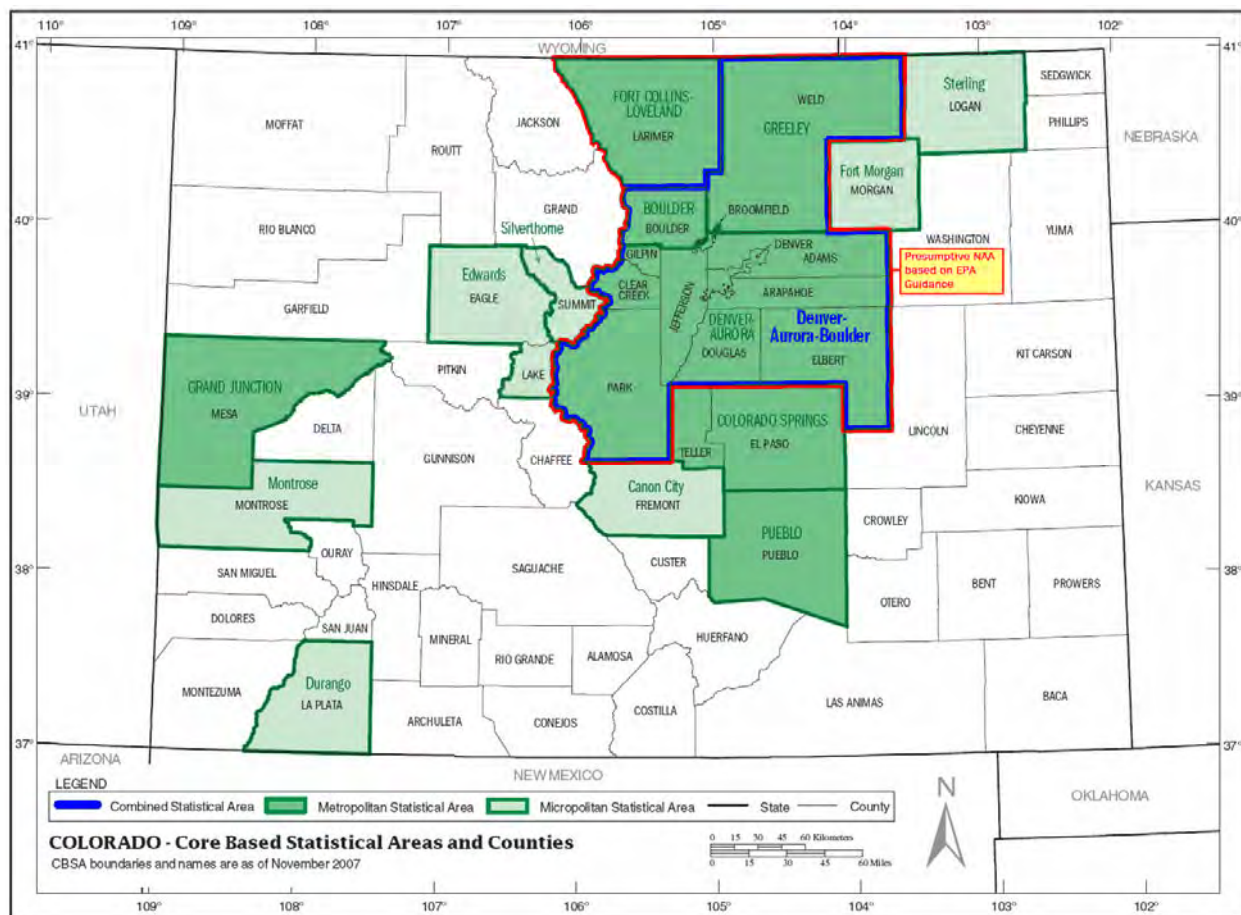 110°
109°
108°
107°
106°
105°
104°
103°
102°
41°
41°
WYOMING
SEDGWICK
Sterling
LOGAN
FORT COLLINS-
LOVELAND
LARIMER
WELD
GREELEY
MOFFAT
JACKSON
ROUTT
PHILLIPS
NEBRASKA
Fort Morgan
MORGAN
GRAND
BOULDER
BOULDER
BROOMFIELD
40°
40°
RIO BLANCO
Silverthorne
WASHINGTON
YUMA
GILPIN
DENVER
ADAMS
Presumptive NAA
based on EPA
Guidance
Edwards
EAGLE
CLEAR
CREEK
ARAPAHOE
SUMMIT
GARFIELD
JEFFERSON
DENVER-
AURORA
DOUGLAS
Denver-
Aurora-Boulder
ELBERT
KIT CARSON
PITKIN
LAKE
PARK
GRAND JUNCTION
MESA
39°
39°
UTAH
DELTA
COLORADO SPRINGS
EL PASO
LINCOLN
CHEYENNE
GUNNISON
CHAFFEE
TELLER
Montrose
MONTROSE
Canon City
FREMONT
KANSAS
KIOWA
CROWLEY
OURAY
PUEBLO
PUEBLO
SAGUACHE
CUSTER
38°
38°
SAN MIGUEL
HINSDALE
BENT
PROWERS
OTERO
DOLORES
SAN JUAN
MINERAL
HUERFANO
RIO GRANDE
ALAMOSA
Durango
LA PLATA
MONTEZUMA
ARCHULETA
CONEJOS
COSTILLA
LAS ANIMAS
BACA
37°
37°
ARIZONA
NEW MEXICO
OKLAHOMA
LEGEND
Combined Statistical Area
Metropolitan Statistical Area
Micropolitan Statistical Area
State
County
N
COLORADO - Core Based Statistical Areas and Counties
CBSA boundaries and names are as of November 2007
0 15 30 45 60 Kilometers
0 15 30 45 60 Miles
109°
108°
107°
106°
105°
104°
103°